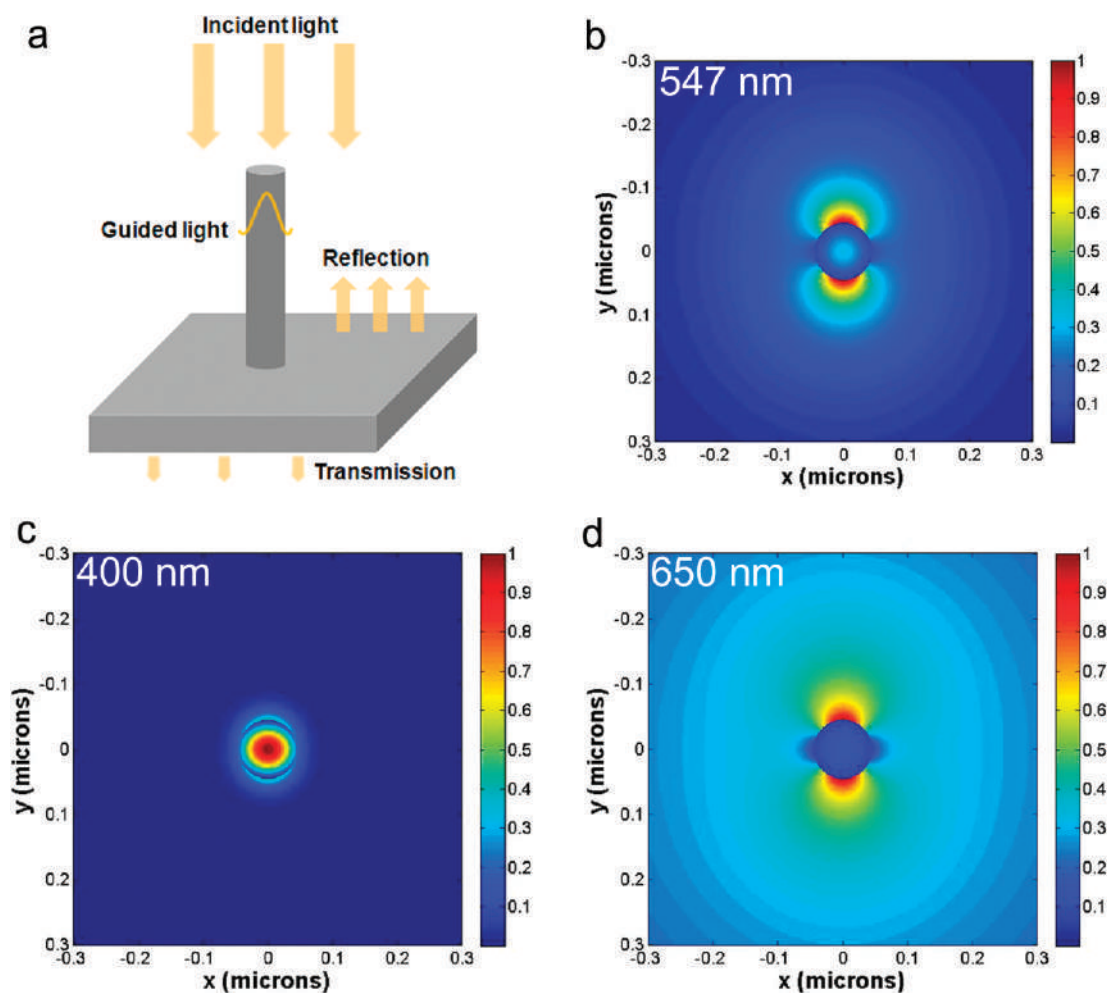 a
Incident light
Guided light
Reflection
Transmission
b
547 nm
-0.3
-0.2
-0.1
0
0.1
0.2
0.3
y (microns)
-0.3 -0.2 -0.1 0 0.1 0.2 0.3
x (microns)
1
0.9
0.8
0.7
0.6
0.5
0.4
0.3
0.2
0.1
c
400 nm
-0.3
-0.2
-0.1
0
0.1
0.2
0.3
y (microns)
-0.3 -0.2 -0.1 0 0.1 0.2 0.3
x (microns)
1
0.9
0.8
0.7
0.6
0.5
0.4
0.3
0.2
0.1
d
650 nm
-0.3
-0.2
-0.1
0
0.1
0.2
0.3
y (microns)
-0.3 -0.2 -0.1 0 0.1 0.2 0.3
x (microns)
1
0.9
0.8
0.7
0.6
0.5
0.4
0.3
0.2
0.1